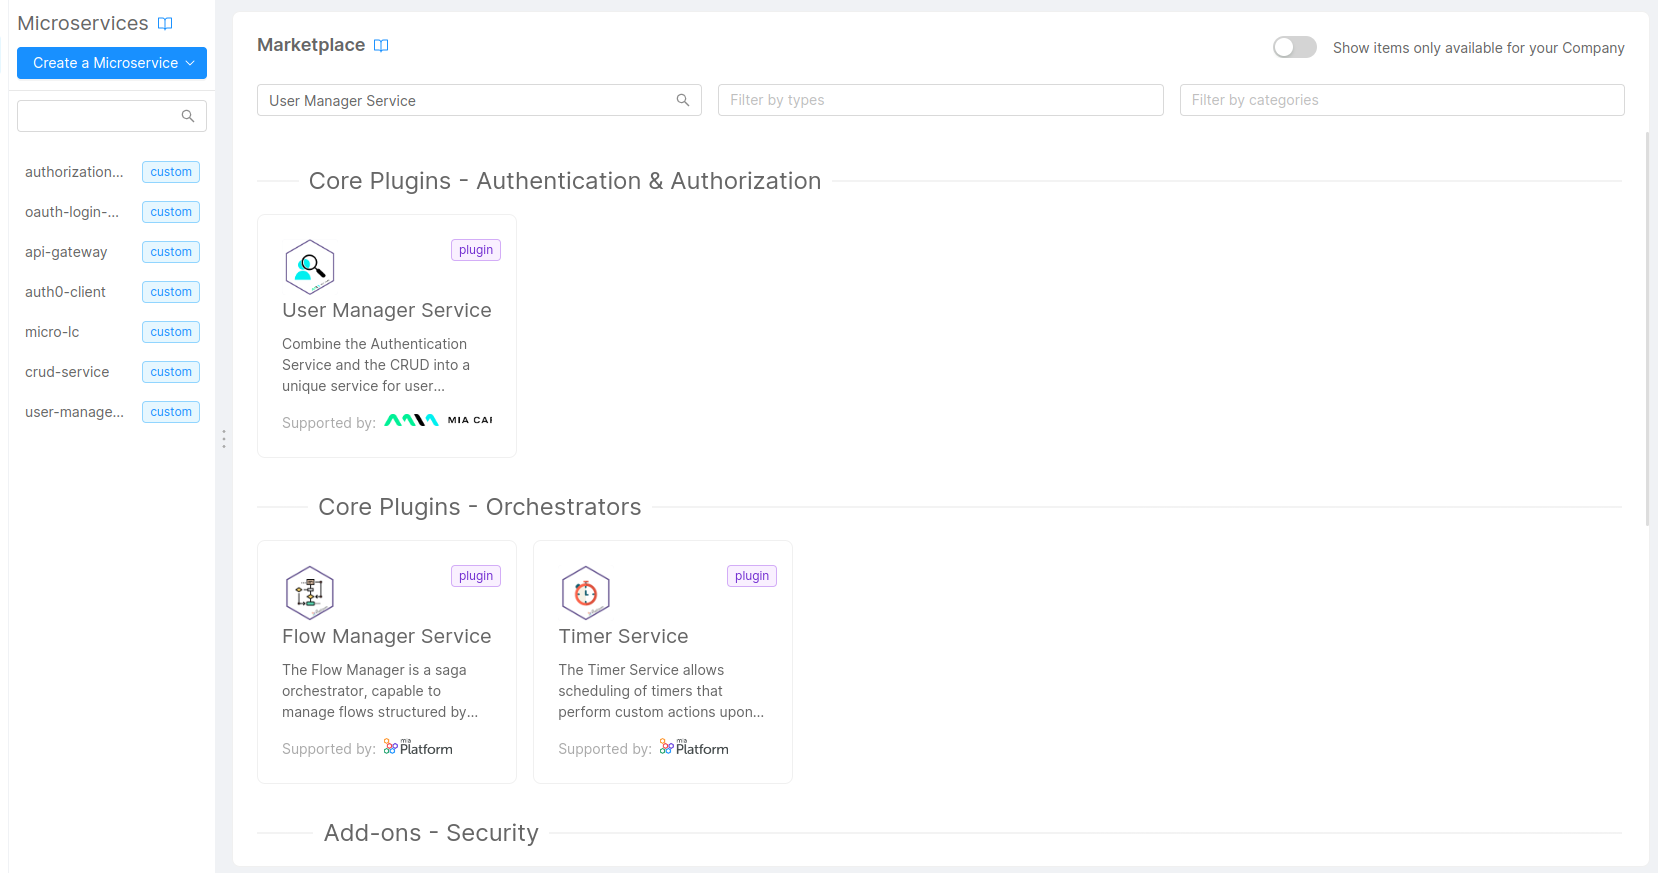 Microservices
Create a Microservice
authorization... custom
oauth-login-... custom
api-gateway custom
auth0-client custom
micro-lc custom
crud-service custom
user-manage... custom
Marketplace
Show items only available for your Company
User Manager Service
Filter by types
Filter by categories
Core Plugins - Authentication & Authorization
plugin
User Manager Service
Combine the Authentication
Service and the CRUD into a
unique service for user...
Supported by: MIA CAI
Core Plugins - Orchestrators
plugin
Flow Manager Service
The Flow Manager is a saga
orchestrator, capable to
manage flows structured by...
Supported by: mia Platform
plugin
Timer Service
The Timer Service allows
scheduling of timers that
perform custom actions upon...
Supported by: mia Platform
Add-ons - Security